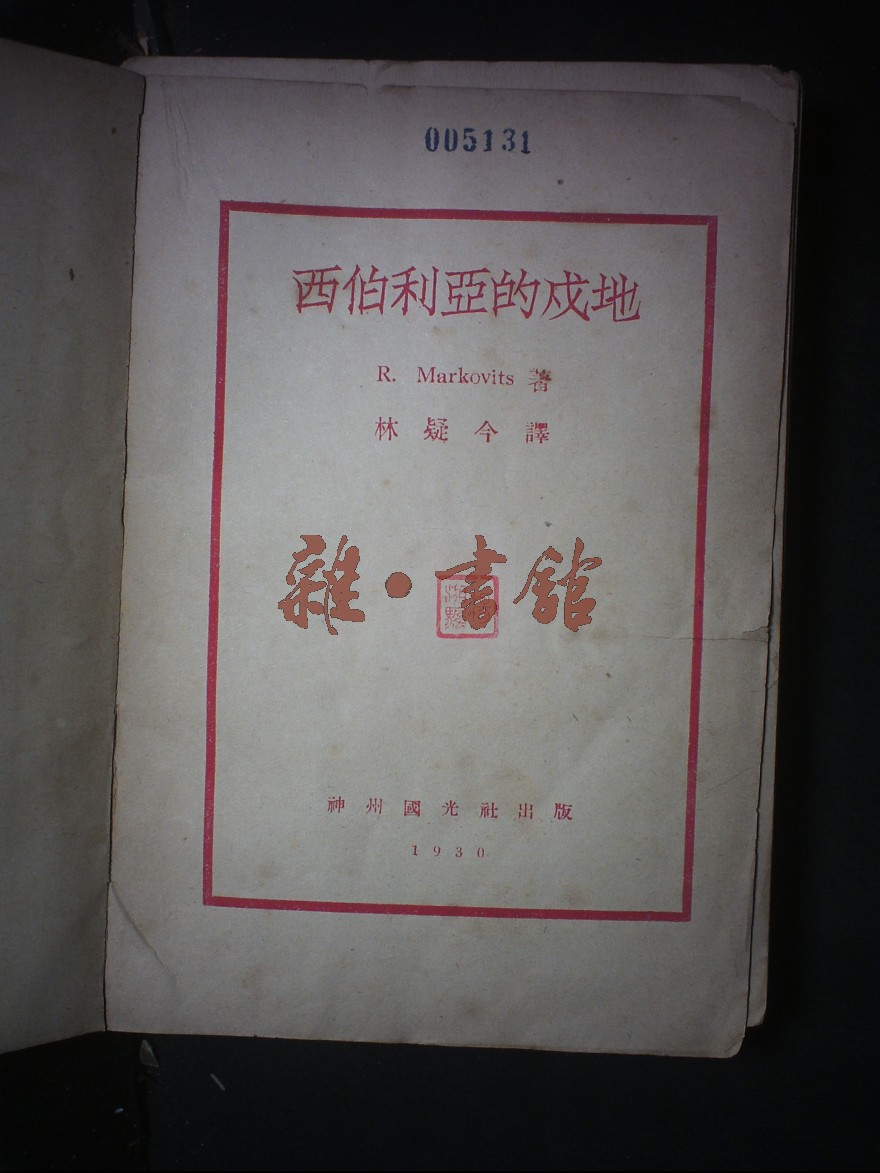 005131
西伯利亞的戍地
R. Markovits 著
林疑今譯
雜·書館
神州國光社出版
1930